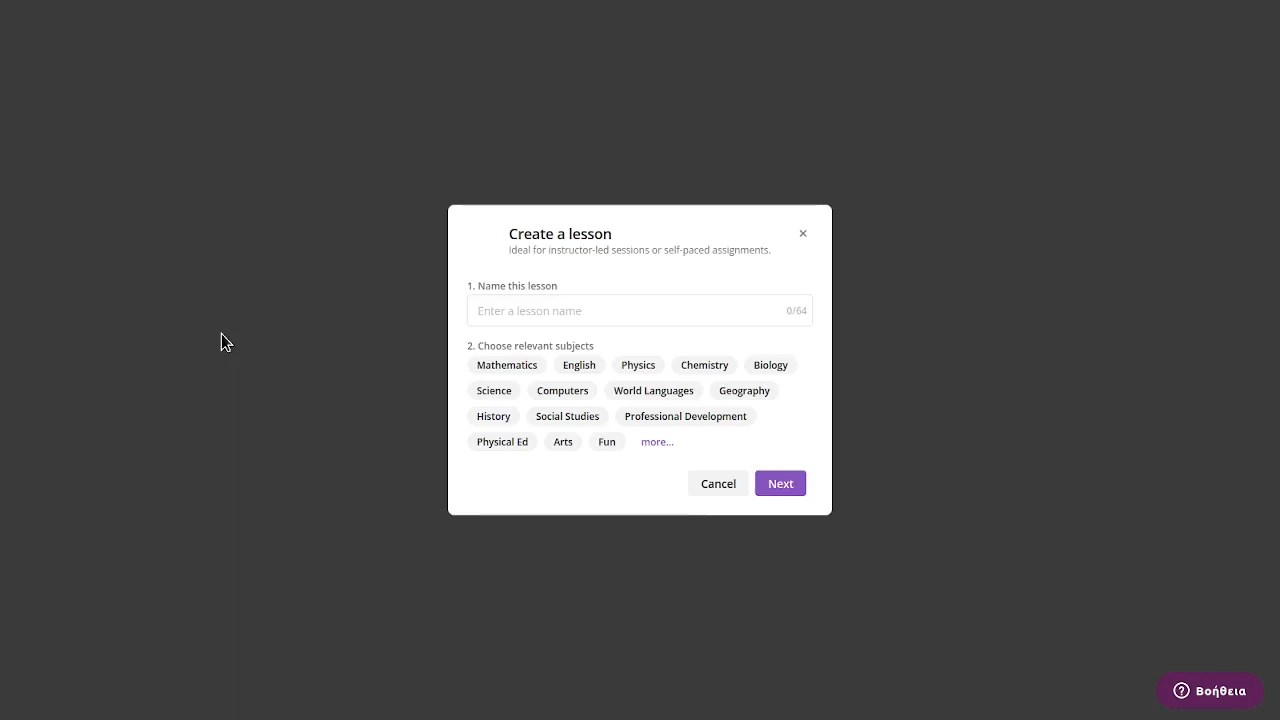 Create a lesson
Ideal for instructor-led sessions or self-paced assignments.
1. Name this lesson
Enter a lesson name 0/64
2. Choose relevant subjects
Mathematics English Physics Chemistry Biology
Science Computers World Languages Geography
History Social Studies Professional Development
Physical Ed Arts Fun more...
Cancel Next
Βοήθεια